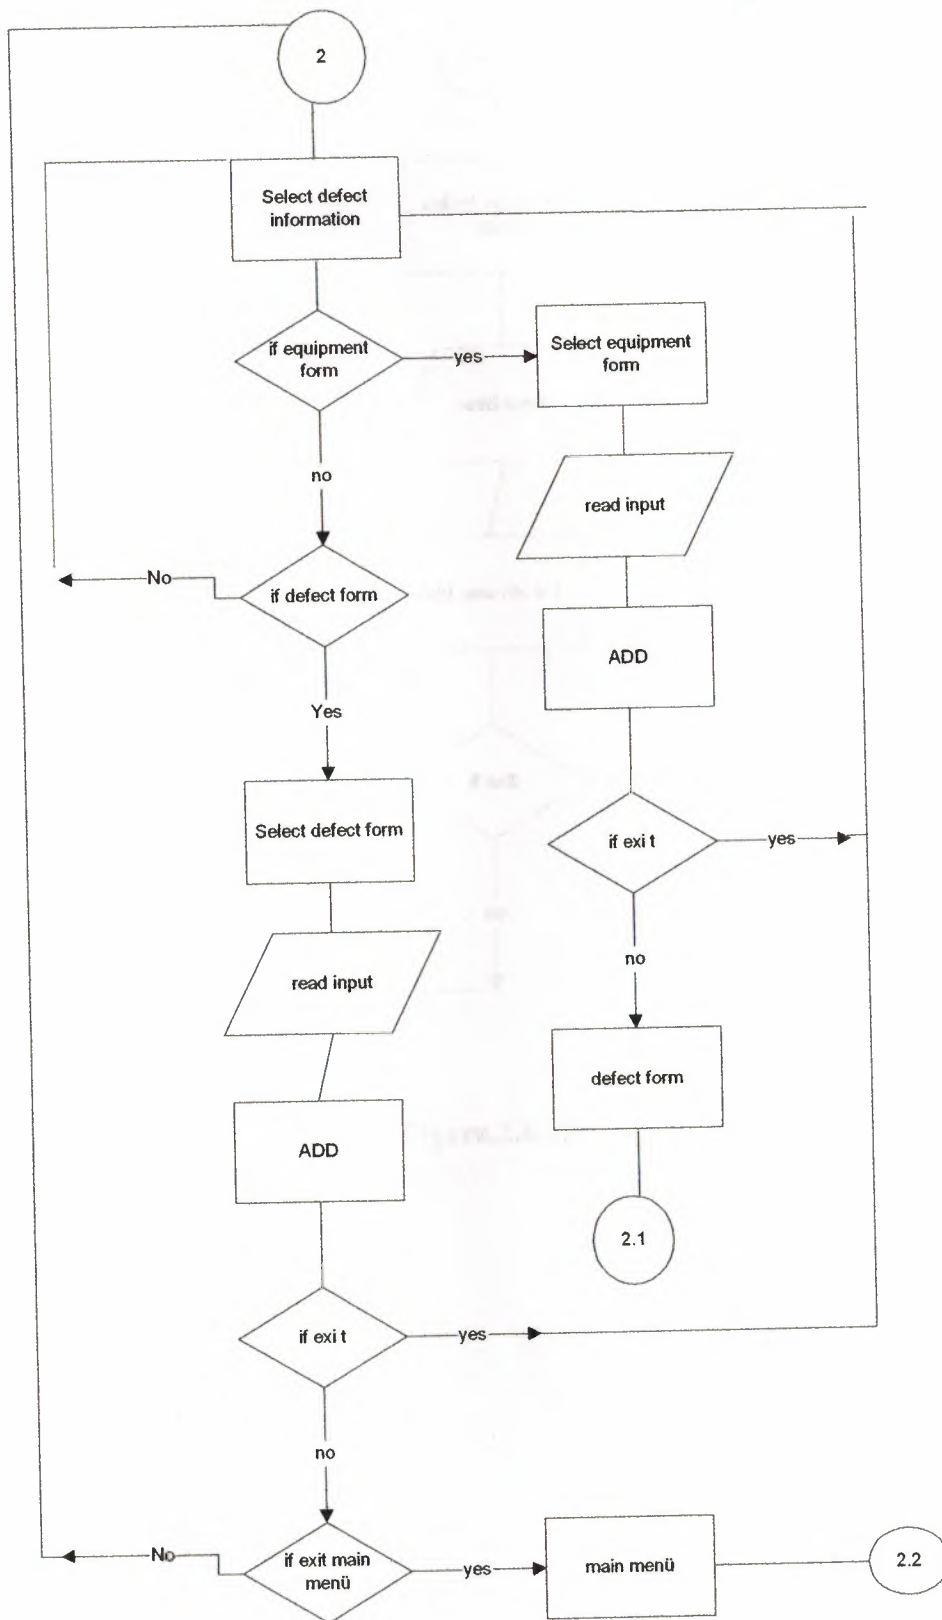 2
Select defect
information
if equipment
form
yes
Select equipment
form
no
read input
No
if defect form
ADD
Yes
Select defect form
if exi t
yes
no
read input
defect form
ADD
2.1
if exi t
yes
no
No
if exit main
menü
yes
main menü
2.2